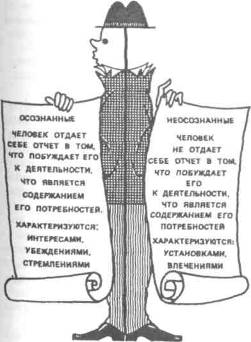 ОСОЗНАННЫЕ
ЧЕЛОВЕК ОТДАЕТ
СЕБЕ ОТЧЕТ В ТОМ,
ЧТО ПОБУЖДАЕТ ЕГО
К ДЕЯТЕЛЬНОСТИ,
ЧТО ЯВЛЯЕТСЯ
СОДЕРЖАНИЕМ
ЕГО ПОТРЕБНОСТЕЙ.
ХАРАКТЕРИЗУЮТСЯ:
ИНТЕРЕСАМИ,
УБЕЖДЕНИЯМИ,
СТРЕМЛЕНИЯМИ
НЕОСОЗНАННЫЕ
ЧЕЛОВЕК
НЕ ОТДАЕТ
СЕБЕ ОТЧЕТ В ТОМ,
ЧТО ПОБУЖДАЕТ
ЕГО
К ДЕЯТЕЛЬНОСТИ,
ЧТО ЯВЛЯЕТСЯ
СОДЕРЖАНИЕМ ЕГО
ПОТРЕБНОСТЕЙ
ХАРАКТЕРИЗУЮТСЯ:
УСТАНОВКАМИ,
ВЛЕЧЕНИЯМИ